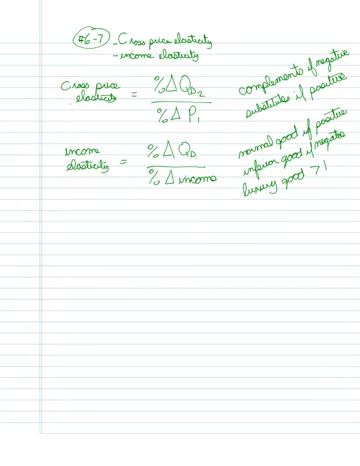 #6-7 - Cross price elasticity
- income elasticity
Cross price elasticity = %ΔQD2 / %ΔP1
complements if negative
substitutes if positive
income elasticity = %ΔQD / %Δincome
normal good if positive
inferior good if negative
luxury good > 1